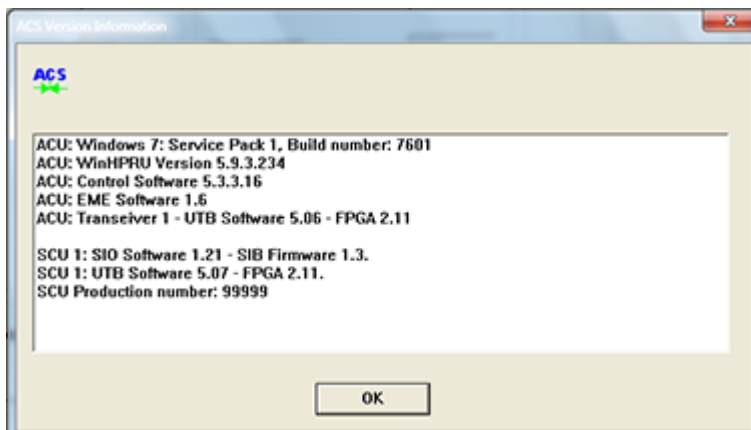 ACS Version Information
ACS
ACU: Windows 7: Service Pack 1, Build number: 7601
ACU: WinHPRU Version 5.9.3.234
ACU: Control Software 5.3.3.16
ACU: EME Software 1.6
ACU: Transeiver 1 - UTB Software 5.06 - FPGA 2.11
SCU 1: SIO Software 1.21 - SIB Firmware 1.3.
SCU 1: UTB Software 5.07 - FPGA 2.11.
SCU Production number: 99999
OK